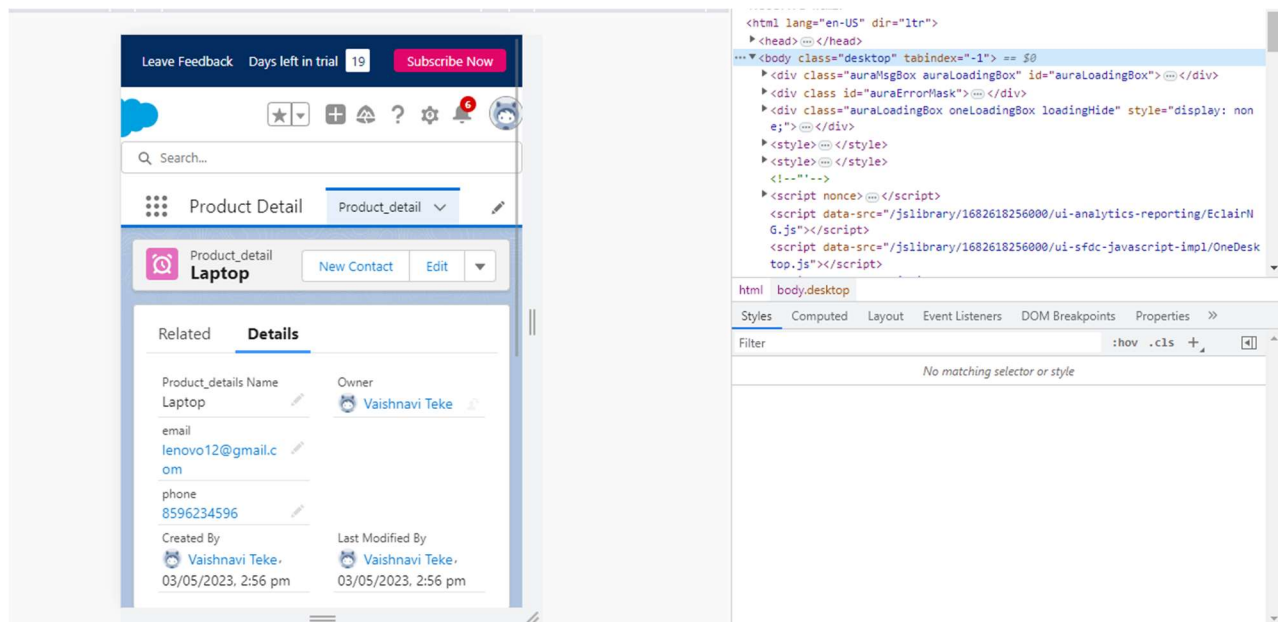 Leave Feedback Days left in trial 19 Subscribe Now
6
Search...
Product Detail Product_detail
Product_detail
Laptop
New Contact Edit
Related Details
Product_details Name
Laptop
Owner
Vaishnavi Teke
email
lenovo12@gmail.c
om
phone
8596234596
Created By
Vaishnavi Teke,
03/05/2023, 2:56 pm
Last Modified By
Vaishnavi Teke,
03/05/2023, 2:56 pm
<html lang="en-US" dir="ltr">
<head>…</head>
…<body class="desktop" tabindex="-1"> == $0
<div class="auraMsgBox auraLoadingBox" id="auraLoadingBox">…</div>
<div class id="auraErrorMask">…</div>
<div class="auraLoadingBox oneLoadingBox loadingHide" style="display: non
e;">…</div>
<style>…</style>
<style>…</style>
<!--"'-->
<script nonce>…</script>
<script data-src="/jslibrary/1682618256000/ui-analytics-reporting/EclairN
G.js"></script>
<script data-src="/jslibrary/1682618256000/ui-sfdc-javascript-impl/OneDesk
top.js"></script>
html body.desktop
Styles Computed Layout Event Listeners DOM Breakpoints Properties »
Filter :hov .cls +
No matching selector or style